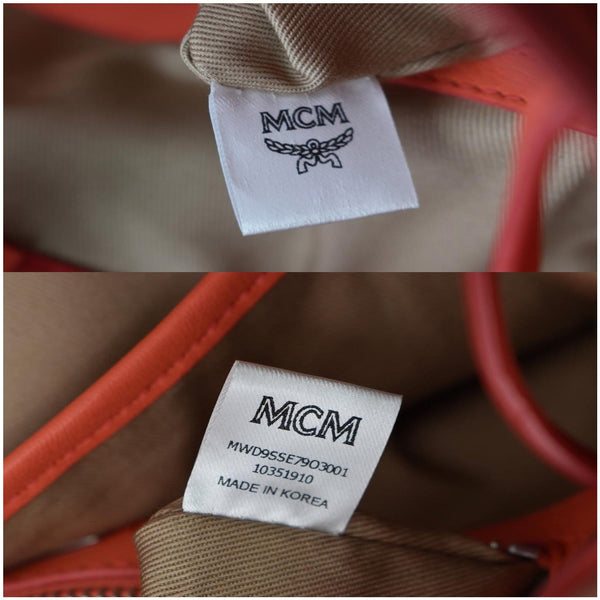 MCM
MCM
MWD9SSE79O3001
10351910
MADE IN KOREA